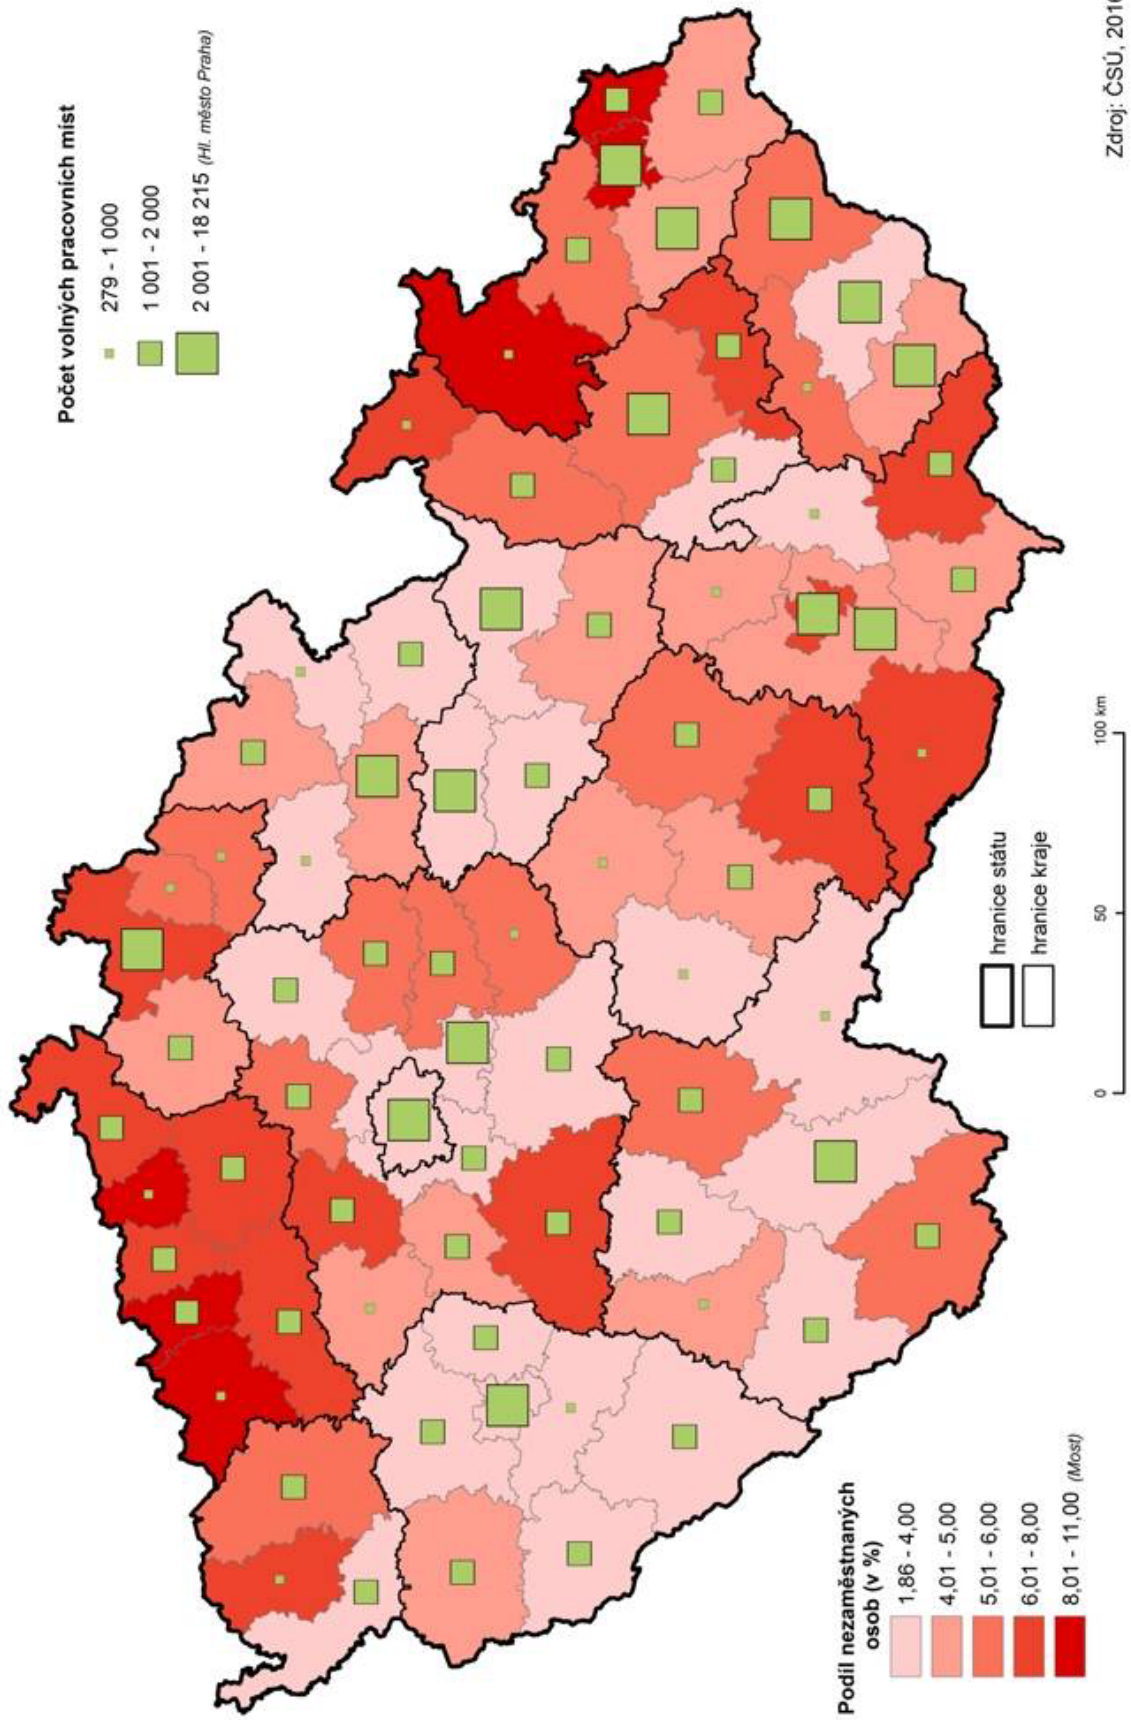 Počet volných pracovních míst
279 - 1 000
1 001 - 2 000
2 001 - 18 215 (Hl. město Praha)
Podíl nezaměstnaných
osob (v %)
1,86 - 4,00
4,01 - 5,00
5,01 - 6,00
6,01 - 8,00
8,01 - 11,00 (Most)
hranice státu
hranice kraje
0 50 100 km
Zdroj: ČSÚ, 2016